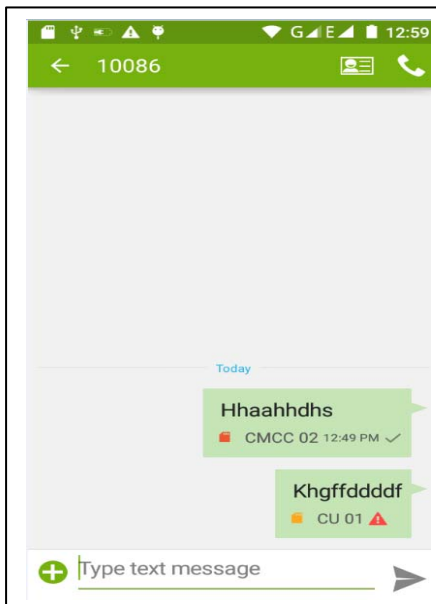 G E 12:59
10086
Today
Hhaahhdhs
CMCC 02 12:49 PM
Khgffddddf
CU 01
Type text message